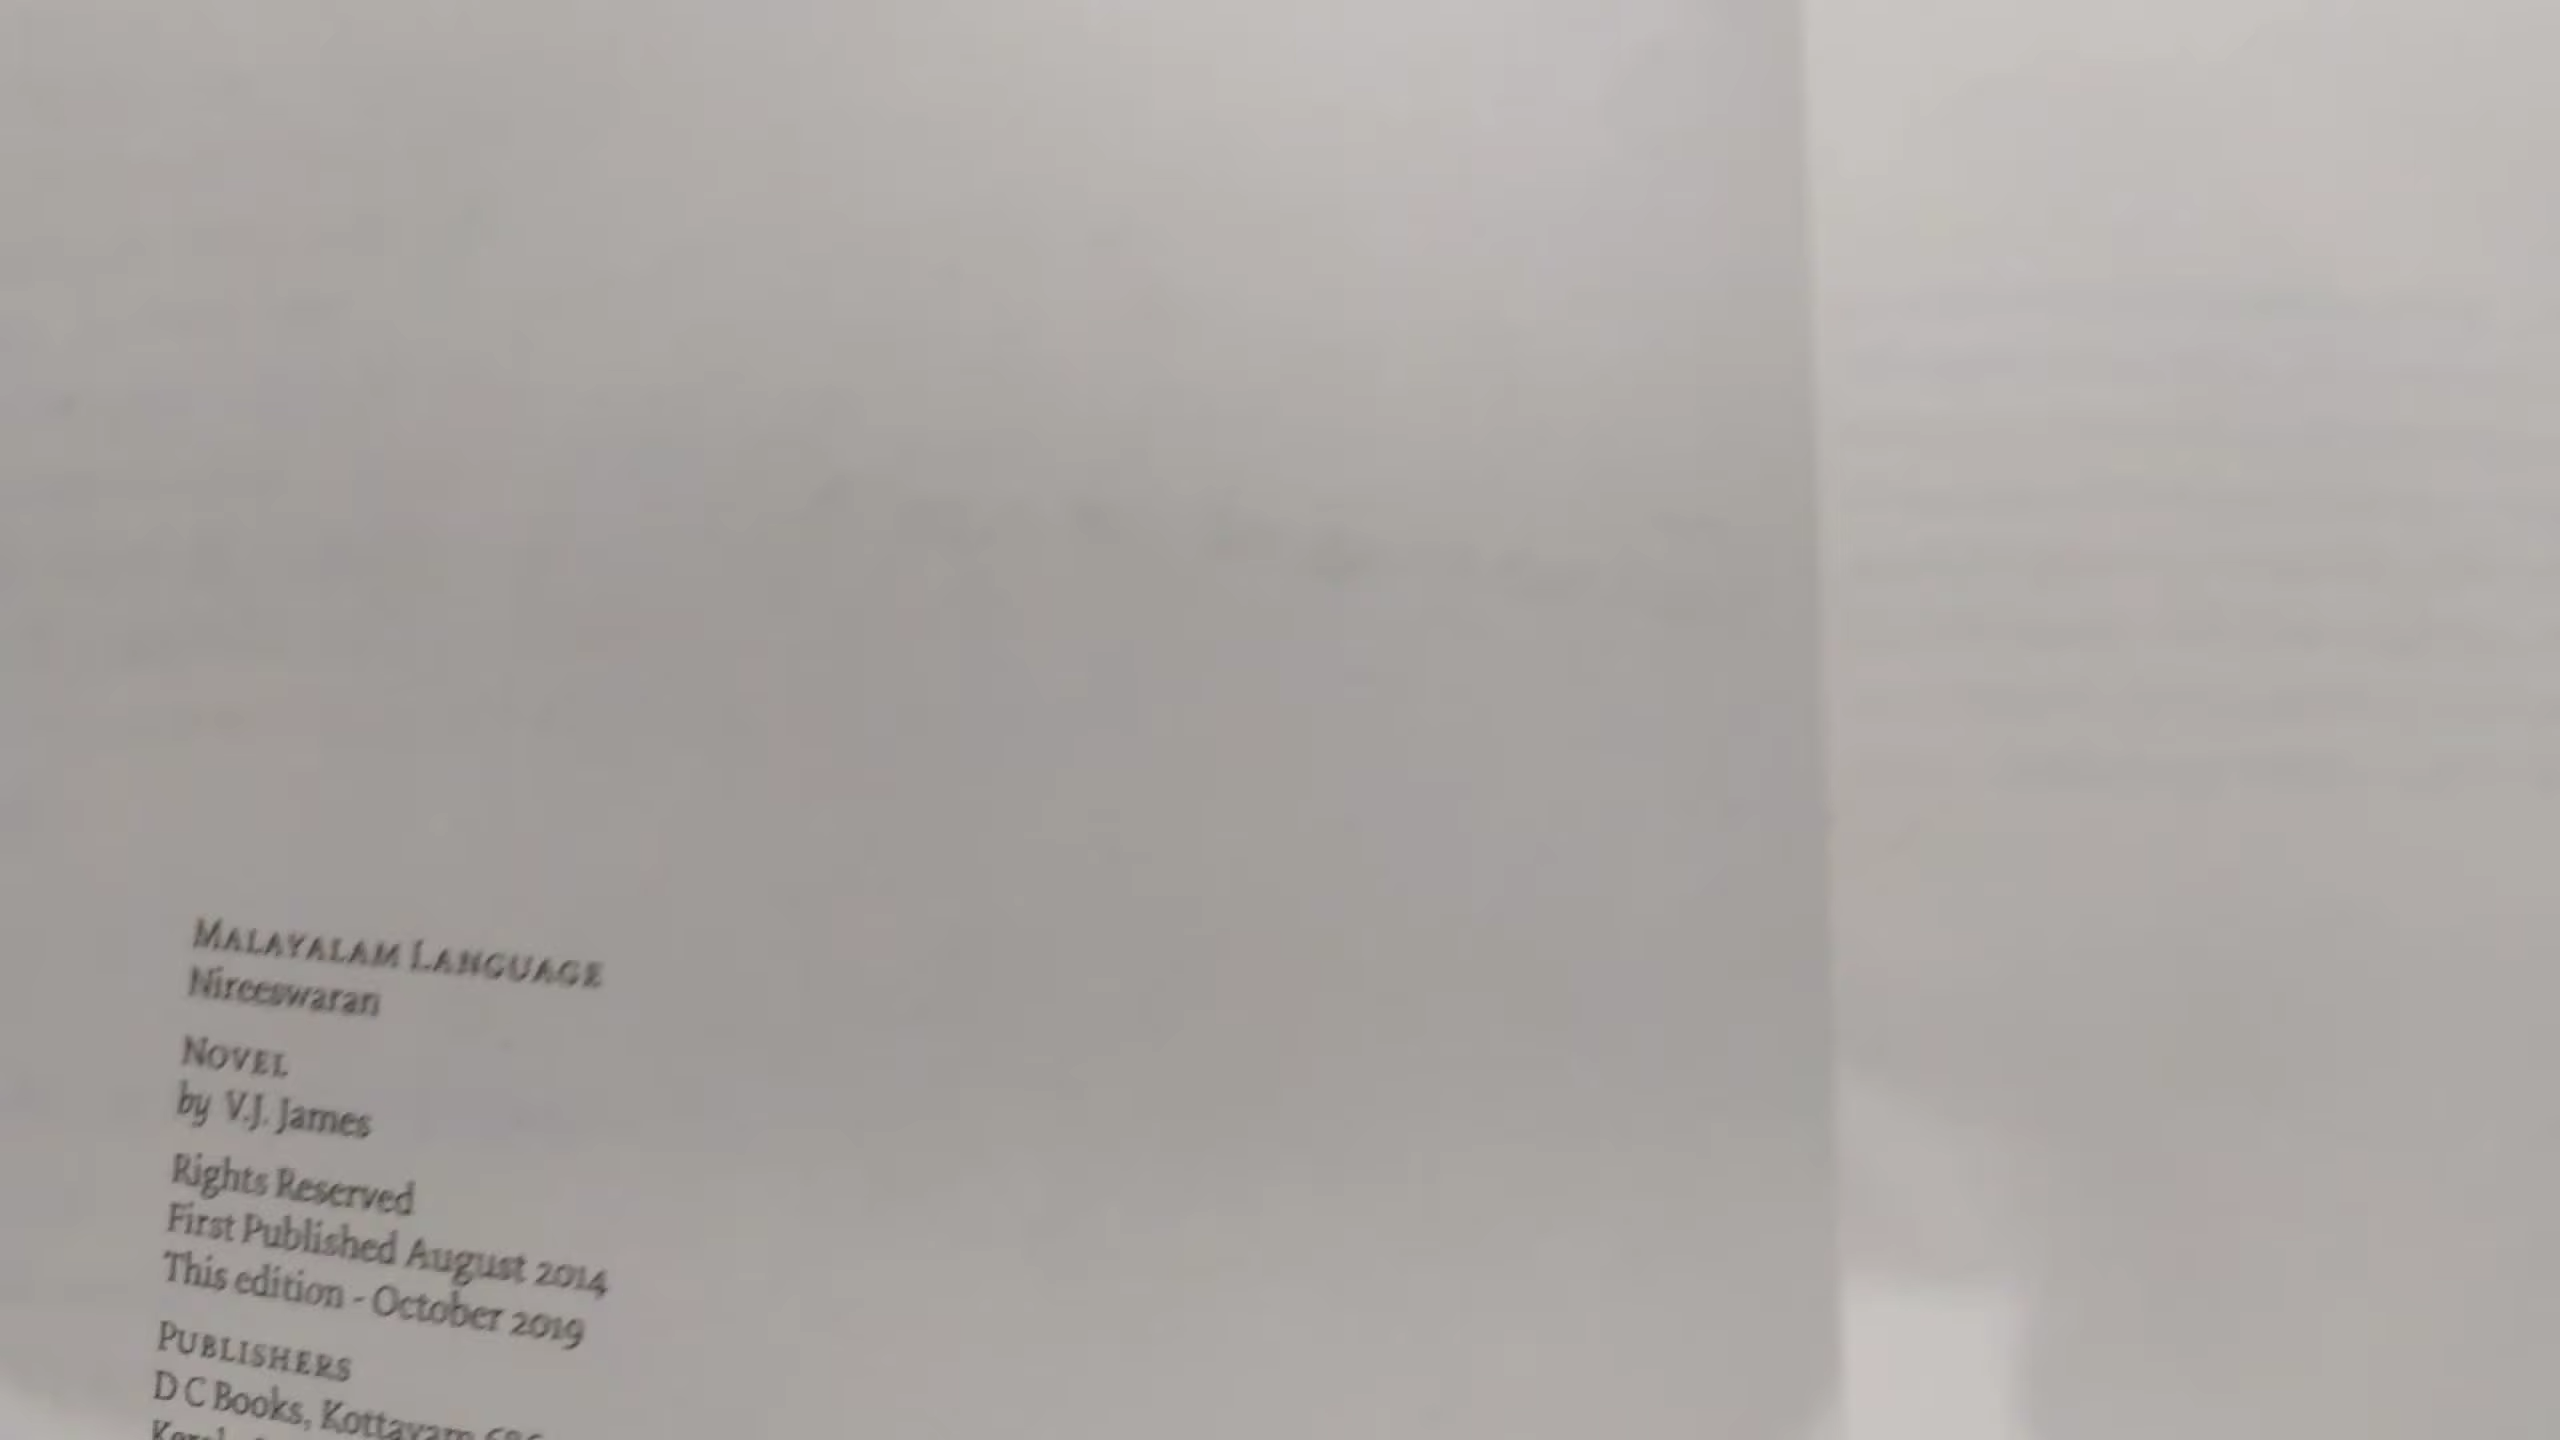 MALAYALAM LANGUAGE
Nireeswaran
NOVEL
by V.J. James
Rights Reserved
First Published August 2014
This edition - October 2019
PUBLISHERS
D C Books, Kottayam